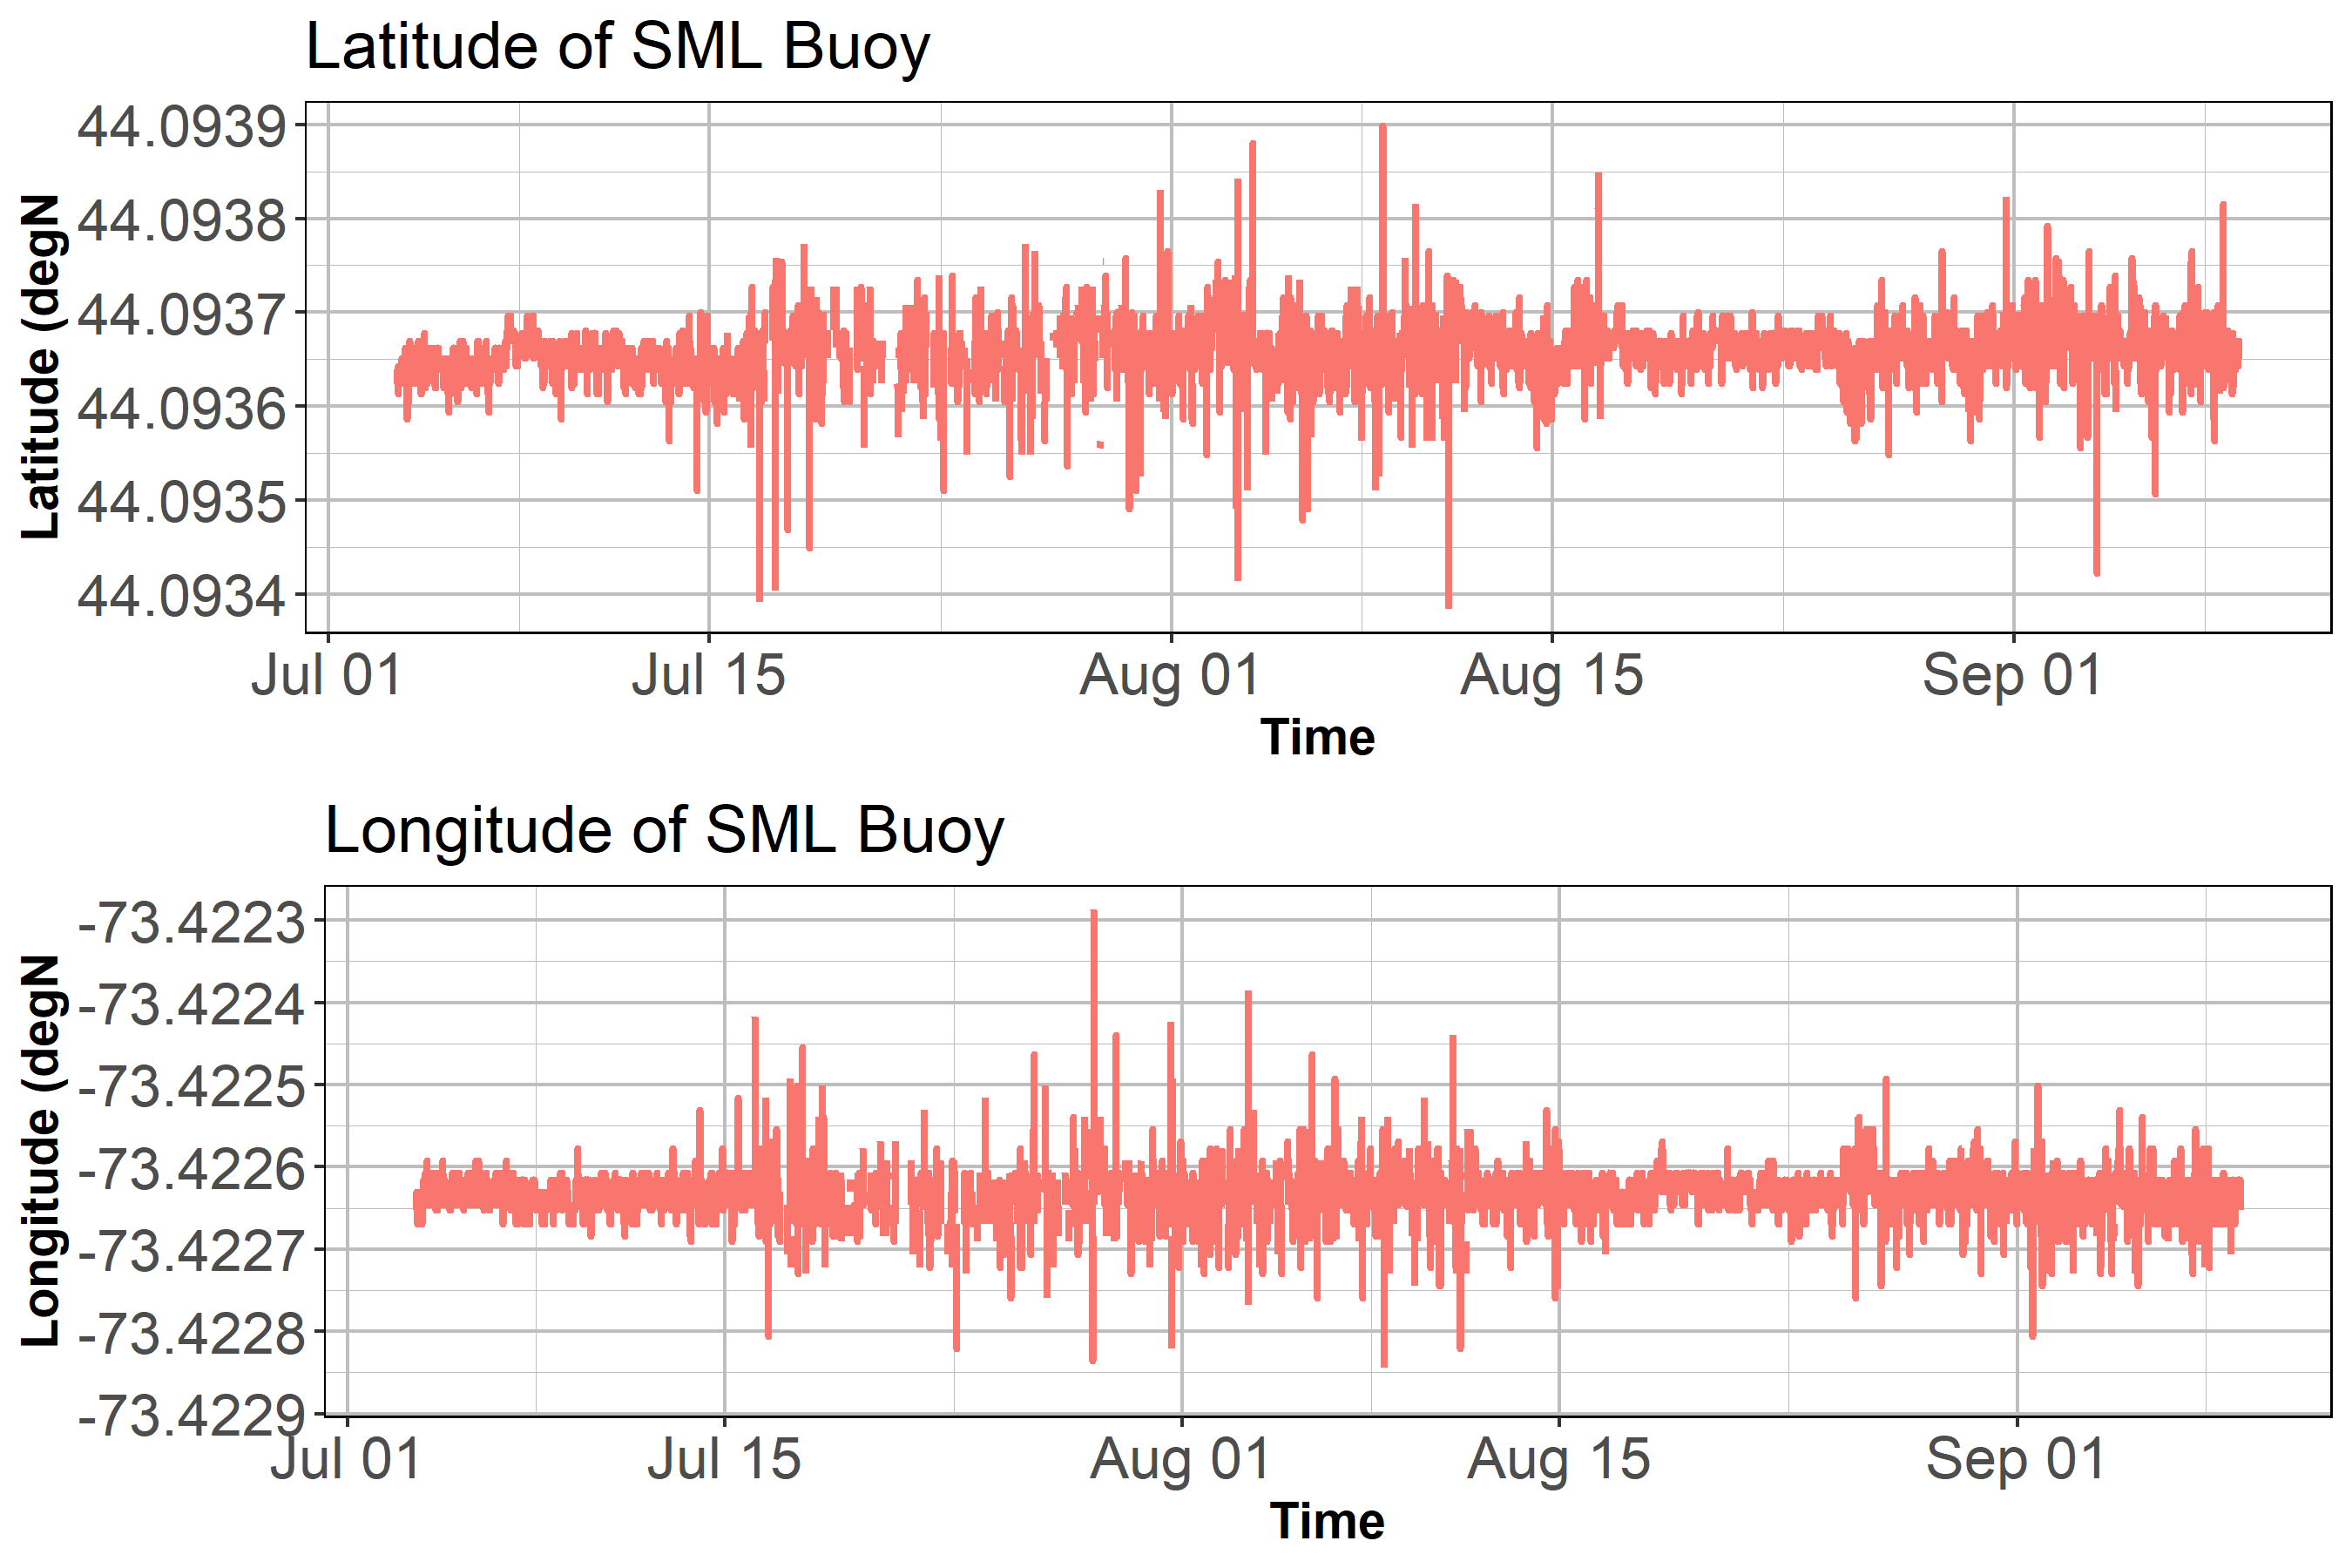 Latitude of SML Buoy
44.0939
44.0938
44.0937
44.0936
44.0935
44.0934
Latitude (degN
Jul 01 Jul 15 Aug 01 Aug 15 Sep 01
Time
Longitude of SML Buoy
-73.4223
-73.4224
-73.4225
-73.4226
-73.4227
-73.4228
-73.4229
Longitude (degN
Jul 01 Jul 15 Aug 01 Aug 15 Sep 01
Time